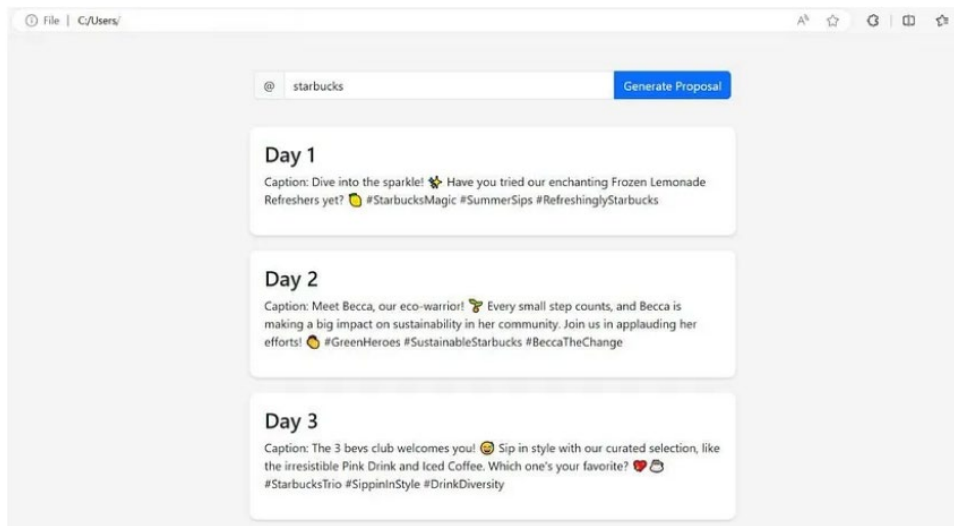 File | C:/Users/
@ starbucks Generate Proposal
Day 1
Caption: Dive into the sparkle! ✨ Have you tried our enchanting Frozen Lemonade
Refreshers yet? 🍋 #StarbucksMagic #SummerSips #RefreshinglyStarbucks
Day 2
Caption: Meet Becca, our eco-warrior! 🌱 Every small step counts, and Becca is
making a big impact on sustainability in her community. Join us in applauding her
efforts! 👏 #GreenHeroes #SustainableStarbucks #BeccaTheChange
Day 3
Caption: The 3 bevs club welcomes you! 😎 Sip in style with our curated selection, like
the irresistible Pink Drink and Iced Coffee. Which one's your favorite? 💖☕
#StarbucksTrio #SippinInStyle #DrinkDiversity